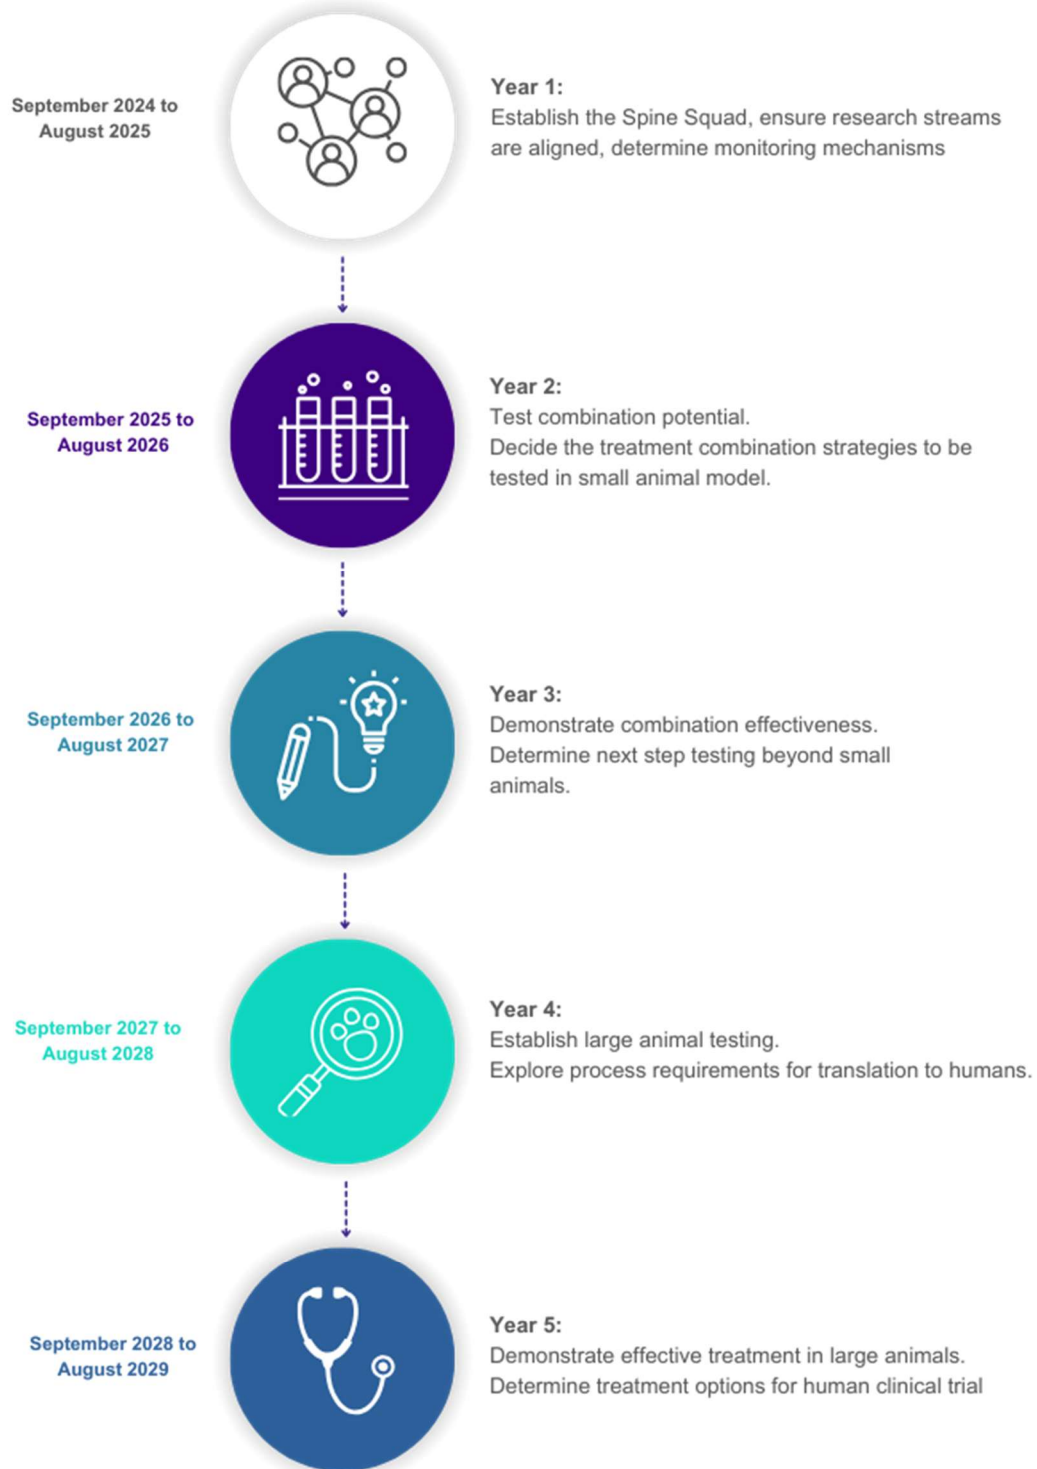 September 2024 to
August 2025
Year 1:
Establish the Spine Squad, ensure research streams
are aligned, determine monitoring mechanisms
September 2025 to
August 2026
Year 2:
Test combination potential.
Decide the treatment combination strategies to be
tested in small animal model.
September 2026 to
August 2027
Year 3:
Demonstrate combination effectiveness.
Determine next step testing beyond small
animals.
September 2027 to
August 2028
Year 4:
Establish large animal testing.
Explore process requirements for translation to humans.
September 2028 to
August 2029
Year 5:
Demonstrate effective treatment in large animals.
Determine treatment options for human clinical trial